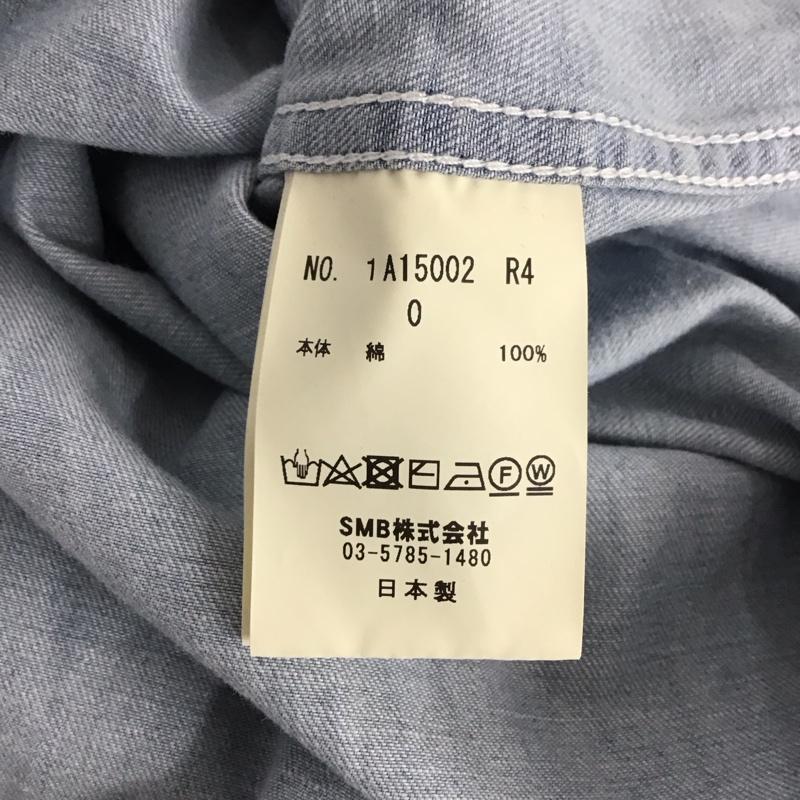 NO. 1A15002 R4
0
本体 綿 100%
F W
SMB株式会社
03-5785-1480
日本製